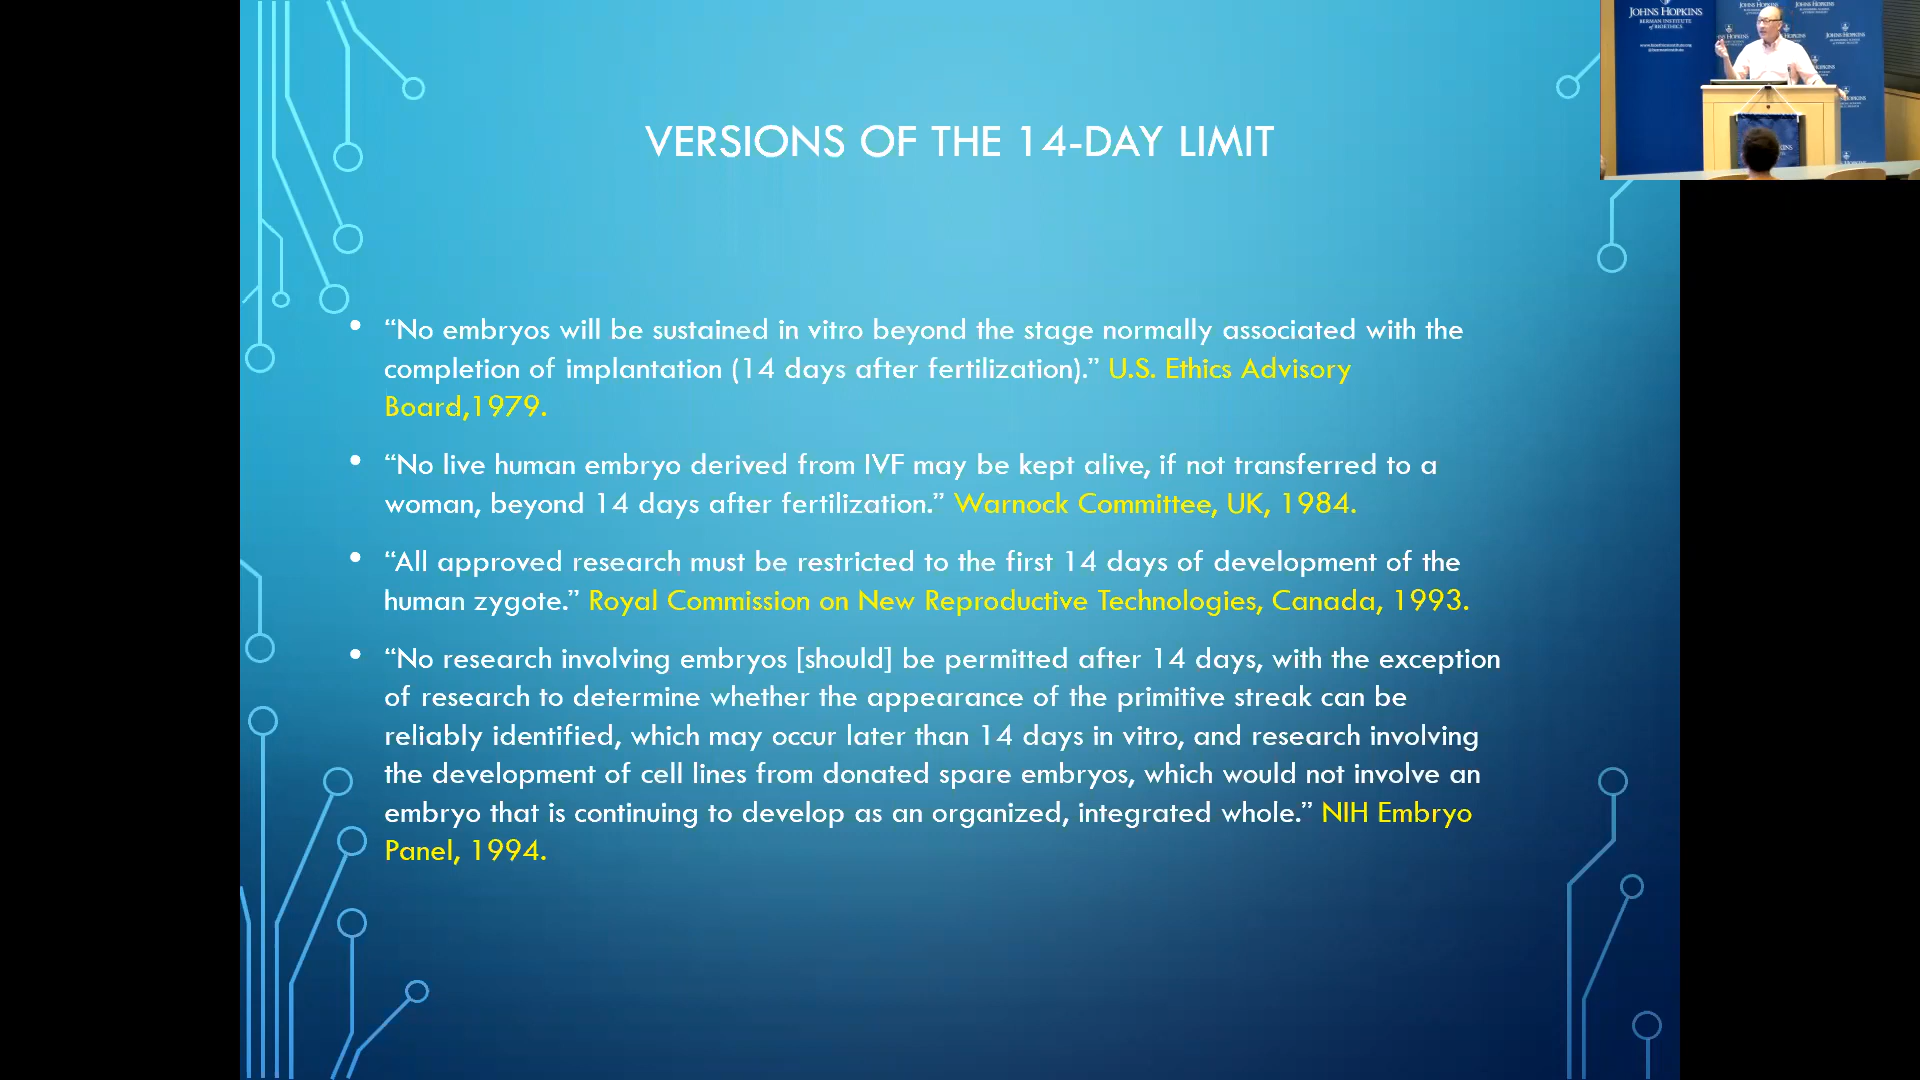 VERSIONS OF THE 14-DAY LIMIT
• “No embryos will be sustained in vitro beyond the stage normally associated with the
completion of implantation (14 days after fertilization).” U.S. Ethics Advisory
Board,1979.
• “No live human embryo derived from IVF may be kept alive, if not transferred to a
woman, beyond 14 days after fertilization.” Warnock Committee, UK, 1984.
• “All approved research must be restricted to the first 14 days of development of the
human zygote.” Royal Commission on New Reproductive Technologies, Canada, 1993.
• “No research involving embryos [should] be permitted after 14 days, with the exception
of research to determine whether the appearance of the primitive streak can be
reliably identified, which may occur later than 14 days in vitro, and research involving
the development of cell lines from donated spare embryos, which would not involve an
embryo that is continuing to develop as an organized, integrated whole.” NIH Embryo
Panel, 1994.
JOHNS HOPKINS
BERMAN INSTITUTE
of BIOETHICS